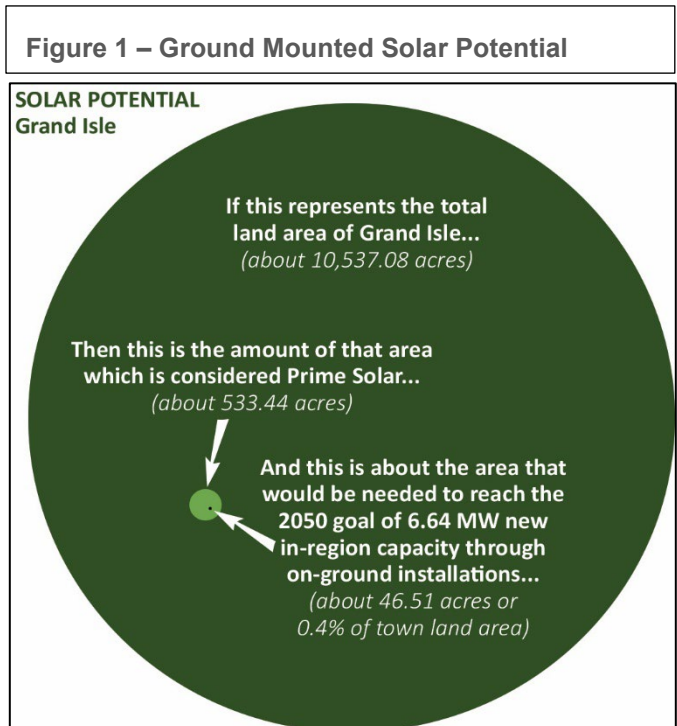 Figure 1 – Ground Mounted Solar Potential
SOLAR POTENTIAL
Grand Isle
If this represents the total
land area of Grand Isle...
(about 10,537.08 acres)
Then this is the amount of that area
which is considered Prime Solar...
(about 533.44 acres)
And this is about the area that
would be needed to reach the
2050 goal of 6.64 MW new
in-region capacity through
on-ground installations...
(about 46.51 acres or
0.4% of town land area)